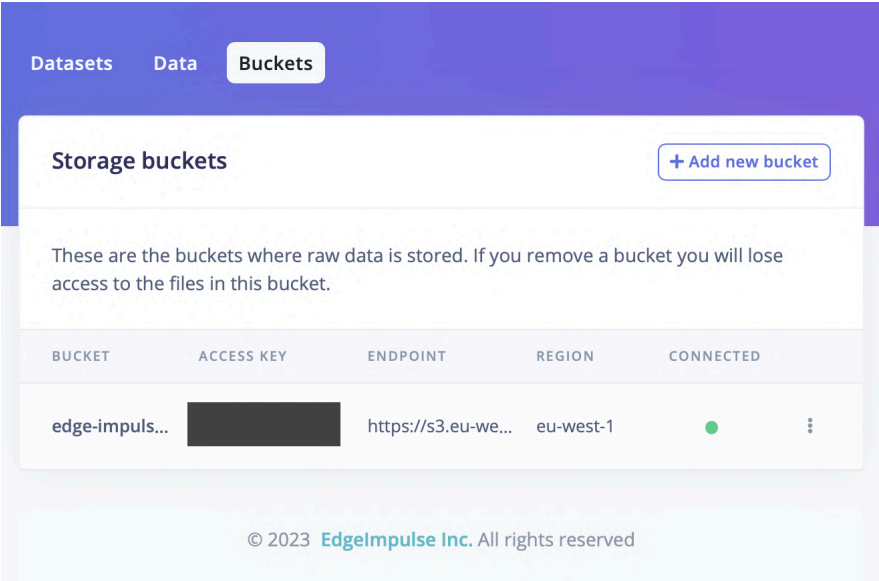 Datasets Data Buckets
Storage buckets + Add new bucket
These are the buckets where raw data is stored. If you remove a bucket you will lose
access to the files in this bucket.
BUCKET ACCESS KEY ENDPOINT REGION CONNECTED
edge-impuls... https://s3.eu-we... eu-west-1
© 2023 EdgeImpulse Inc. All rights reserved